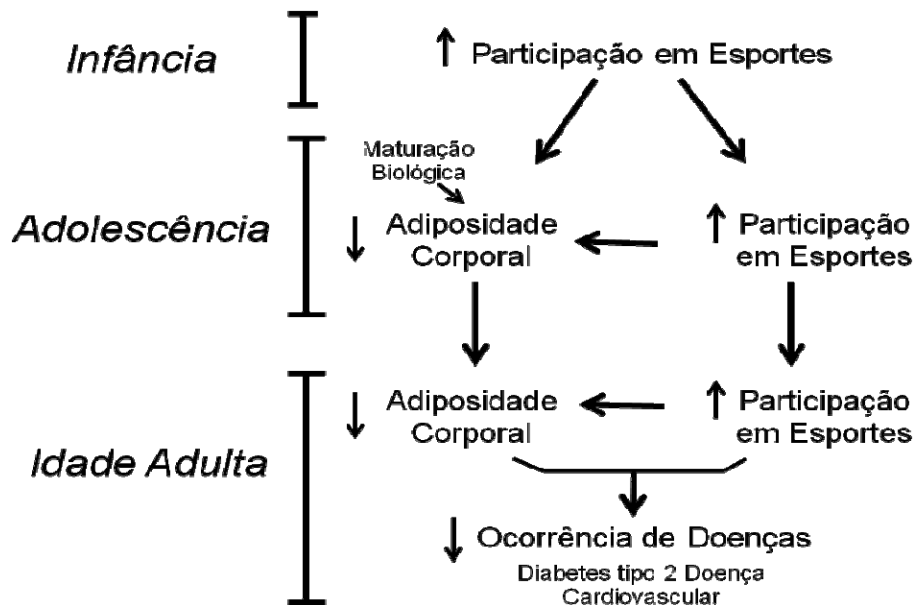 Infância
Participação em Esportes
Maturação
Biológica
Adolescência
Adiposidade
Corporal
Participação
em Esportes
Idade Adulta
Adiposidade
Corporal
Participação
em Esportes
Ocorrência de Doenças
Diabetes tipo 2 Doença
Cardiovascular